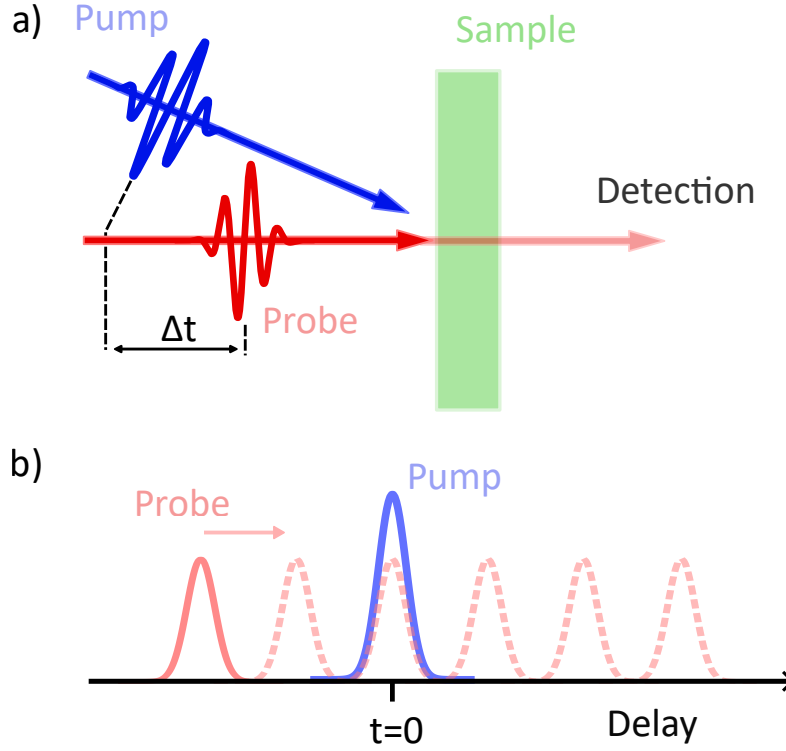 a)
Pump
Sample
Detection
Probe
Δt
b)
Pump
Probe
t=0
Delay